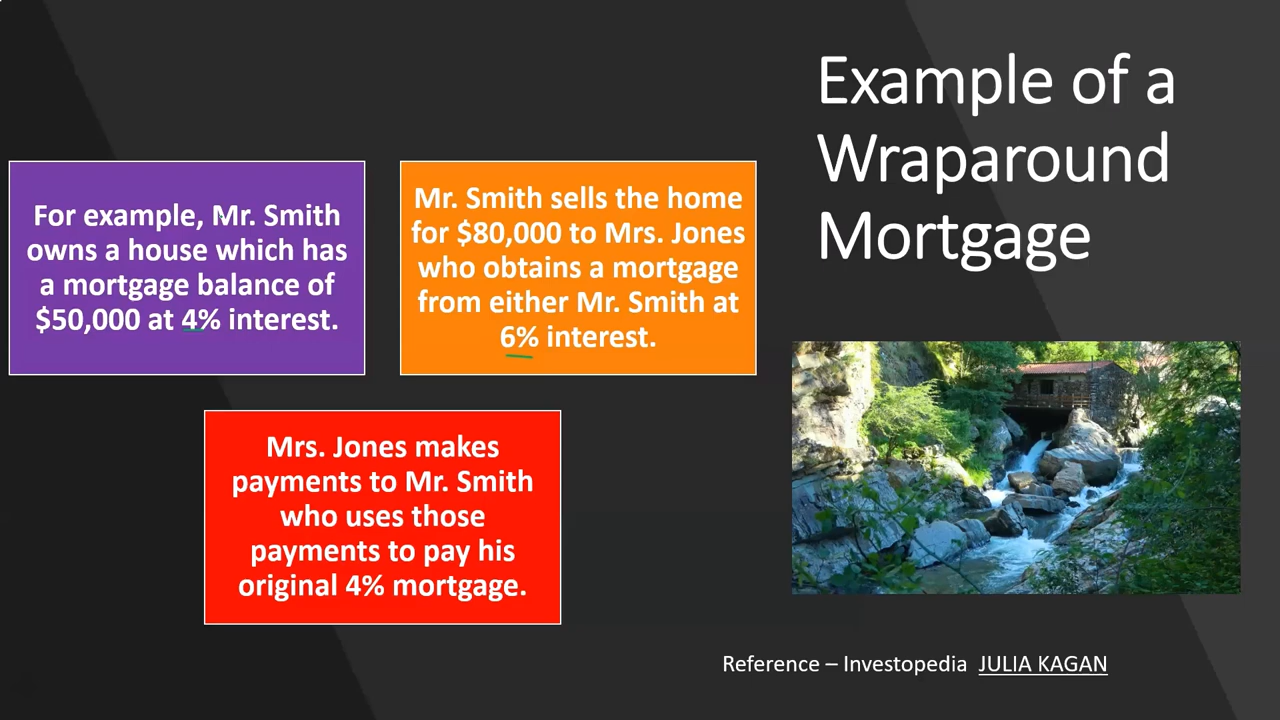 Example of a
Wraparound
Mortgage
For example, Mr. Smith
owns a house which has
a mortgage balance of
$50,000 at 4% interest.
Mr. Smith sells the home
for $80,000 to Mrs. Jones
who obtains a mortgage
from either Mr. Smith at
6% interest.
Mrs. Jones makes
payments to Mr. Smith
who uses those
payments to pay his
original 4% mortgage.
Reference – Investopedia JULIA KAGAN